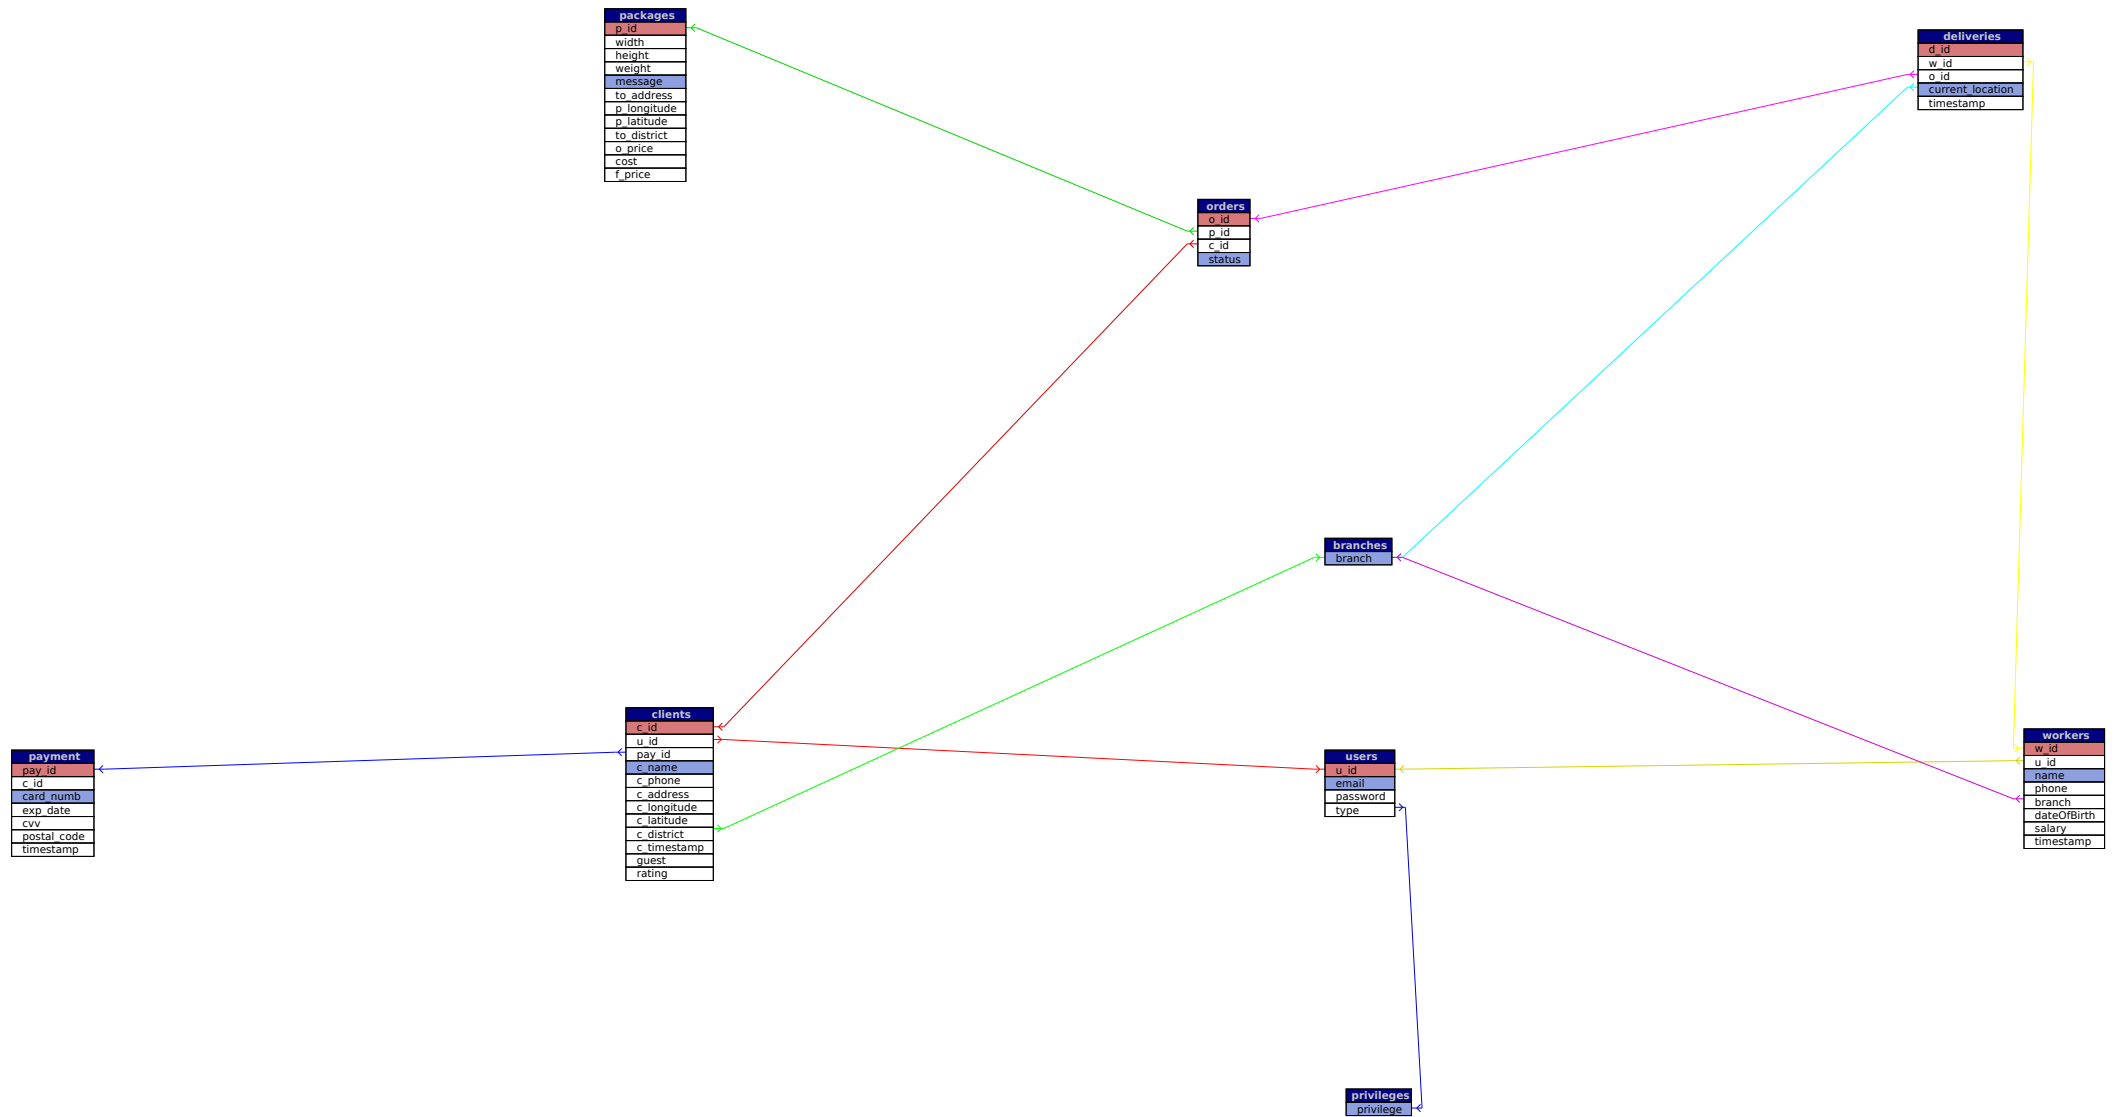 packages
p_id
width
height
weight
message
to_address
p_longitude
p_latitude
to_district
o_price
cost
f_price
deliveries
d_id
w_id
o_id
current_location
timestamp
orders
o_id
p_id
c_id
status
branches
branch
clients
c_id
u_id
pay_id
c_name
c_phone
c_address
c_longitude
c_latitude
c_district
c_timestamp
guest
rating
payment
pay_id
c_id
card_numb
exp_date
cvv
postal_code
timestamp
users
u_id
email
password
type
workers
w_id
u_id
name
phone
branch
dateOfBirth
salary
timestamp
privileges
privilege